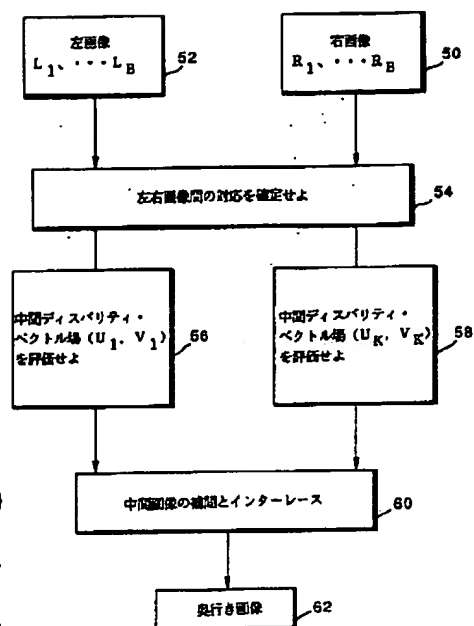 左画像
L1、・・・LB
52
右画像
R1、・・・RB
50
左右画像間の対応を確定せよ
54
中間ディスパリティ・
ベクトル場（U1，V1）
を評価せよ
56
中間ディスパリティ・
ベクトル場（UK，VK）
を評価せよ
58
中間画像の補間とインターレース
60
奥行き画像
62